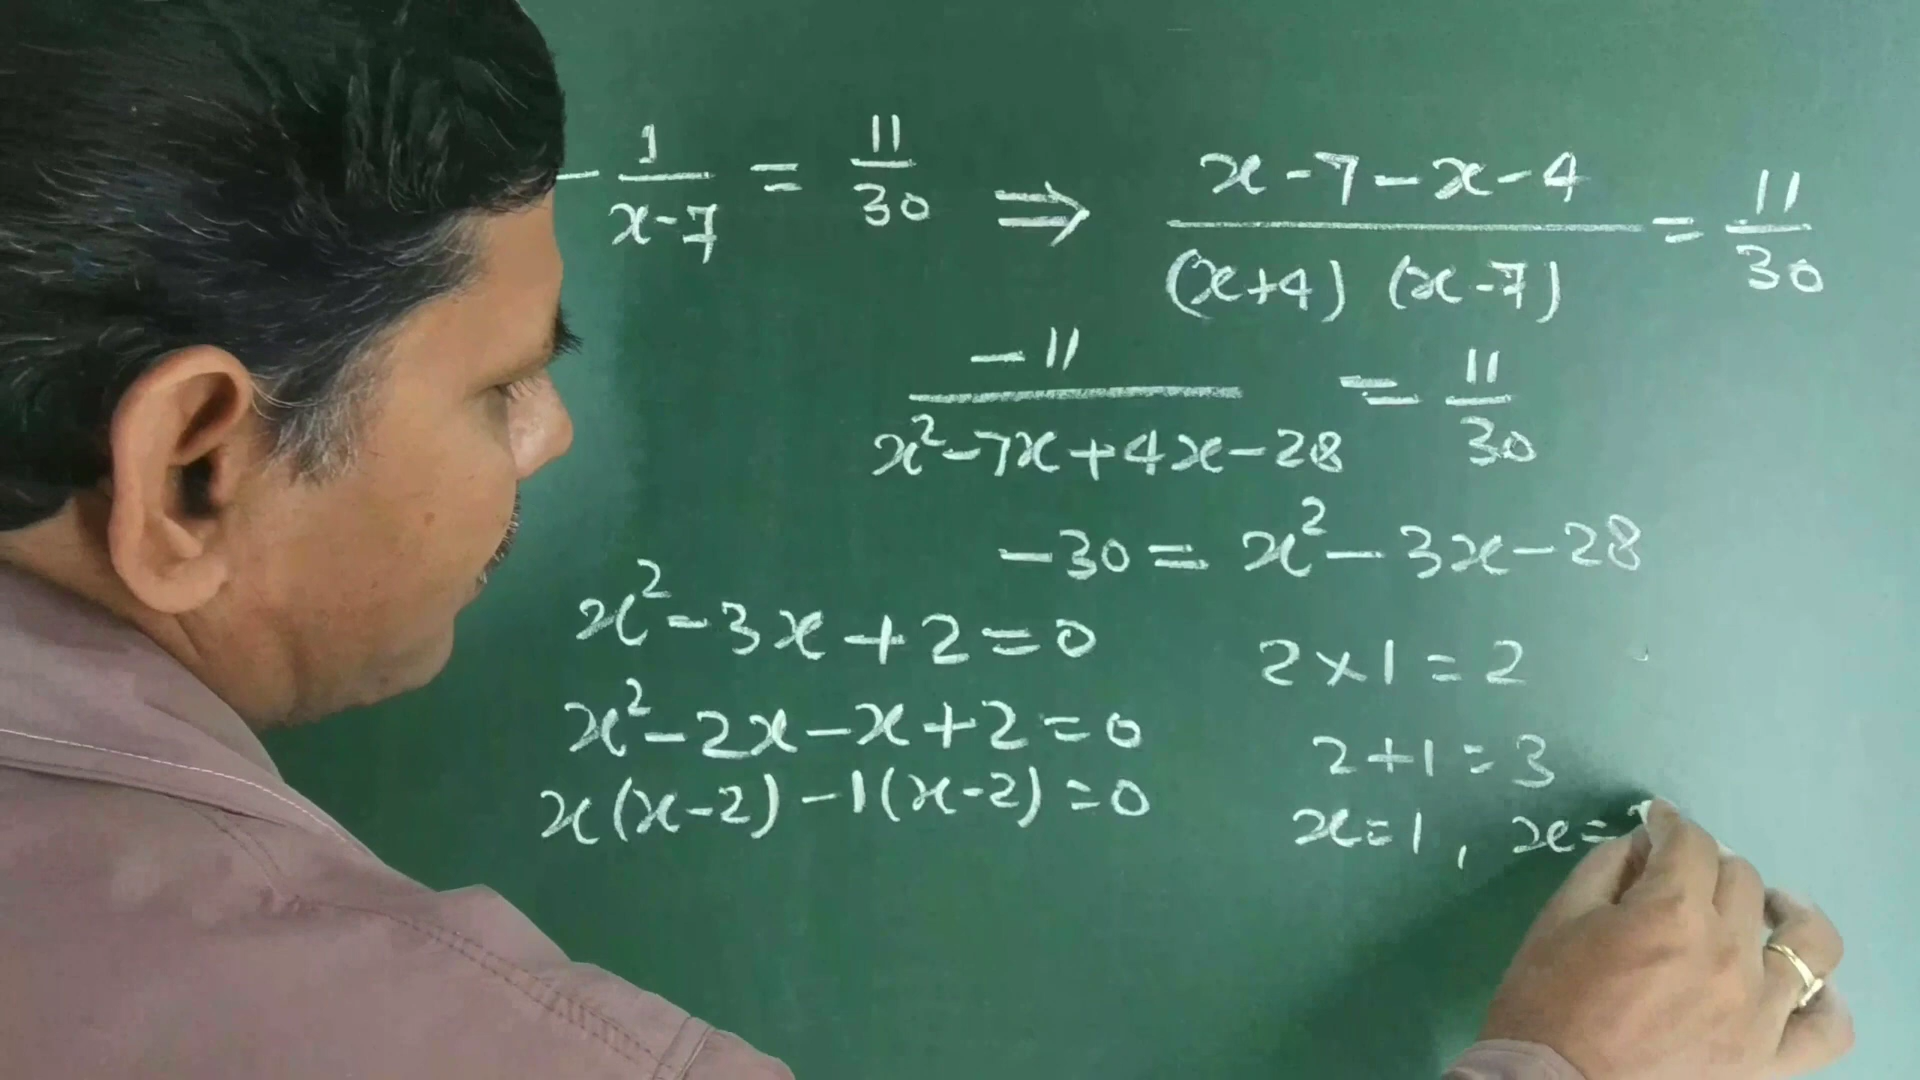 - 1/(x-7) = 11/30 ⇒ (x-7-x-4)/((x+4) (x-7)) = 11/30
-11/(x²-7x+4x-28) = 11/30
-30 = x²-3x-28
x²-3x+2=0
x²-2x-x+2=0
x(x-2)-1(x-2)=0
2×1=2
2+1=3
x=1, x=